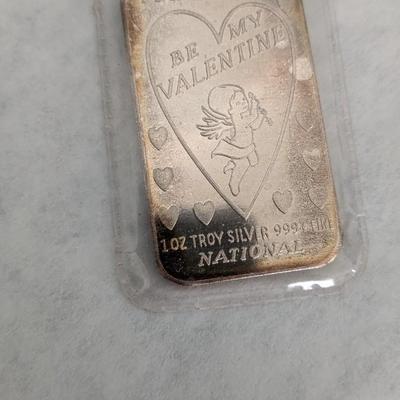 BE MY
VALENTINE
1 OZ TROY SILVER 999+ FINE
NATIONAL